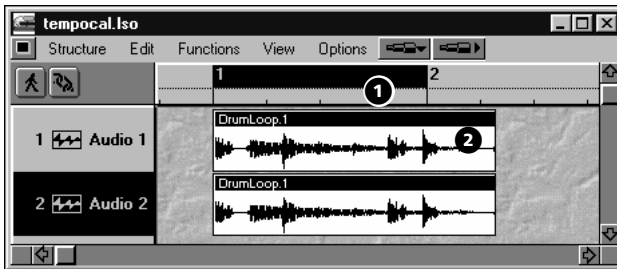 tempocal.lso
Structure Edit Functions View Options
1 2
1
DrumLoop.1
1 Audio 1
2
DrumLoop.1
2 Audio 2